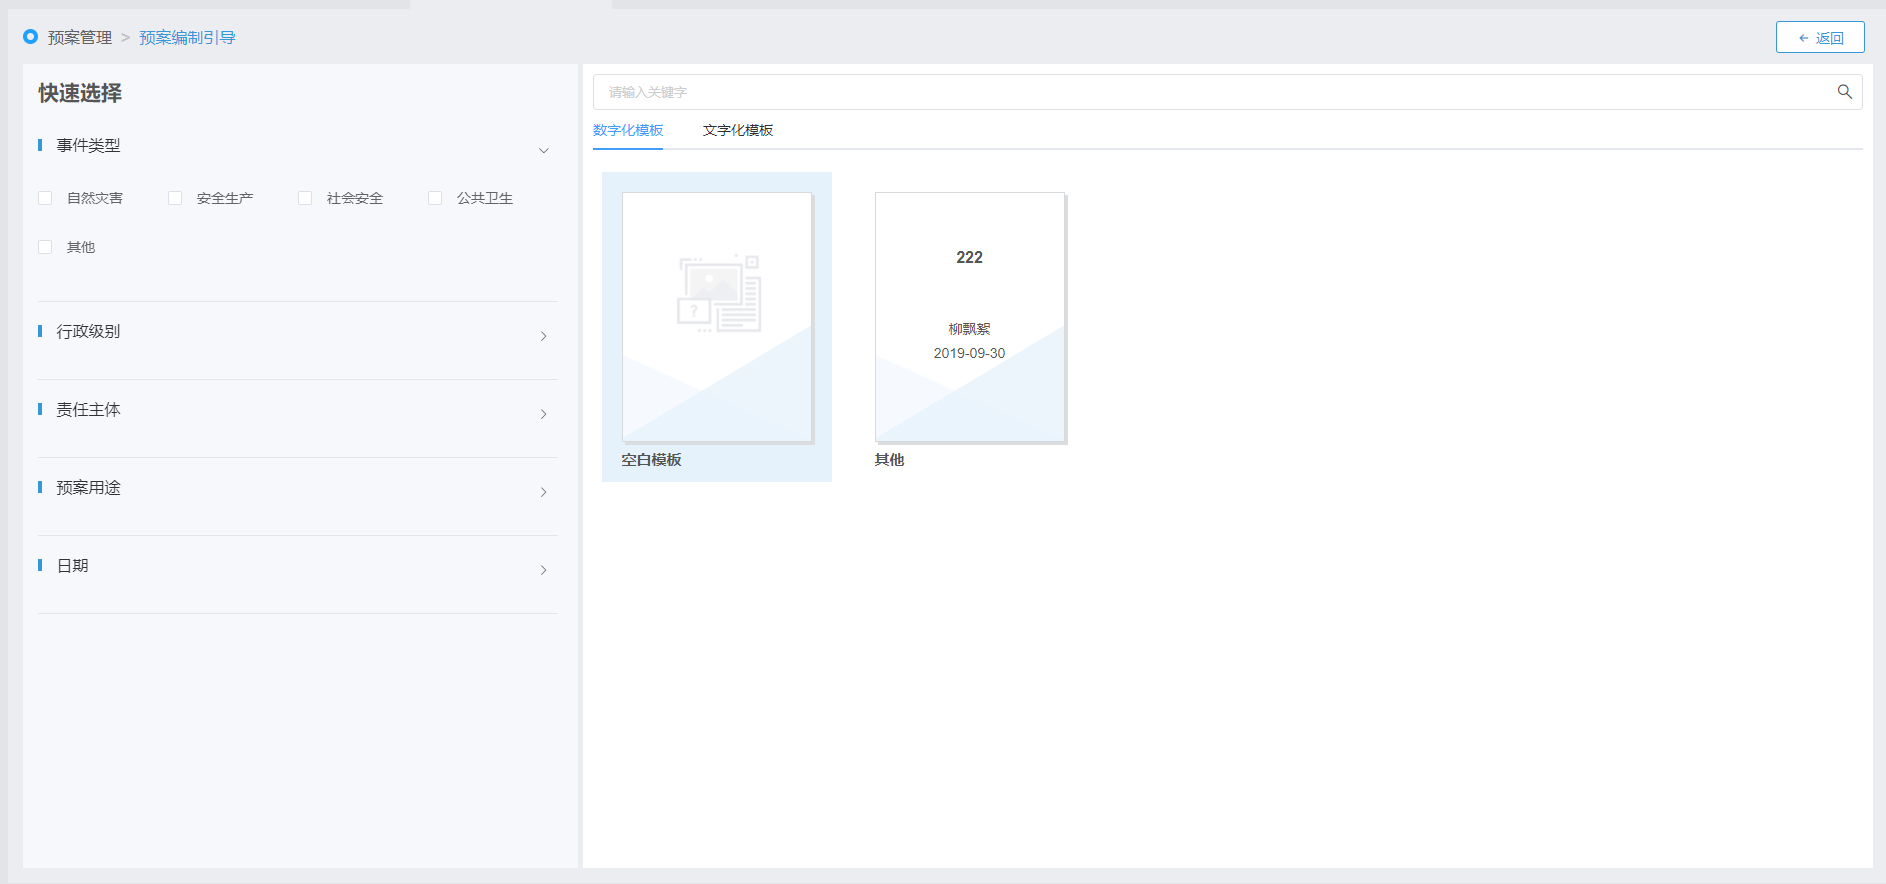 预案管理 > 预案编制引导
← 返回
快速选择
事件类型
自然灾害 安全生产 社会安全 公共卫生
其他
行政级别
责任主体
预案用途
日期
请输入关键字
数字化模板 文字化模板
?
空白模板
222
柳飘絮
2019-09-30
其他